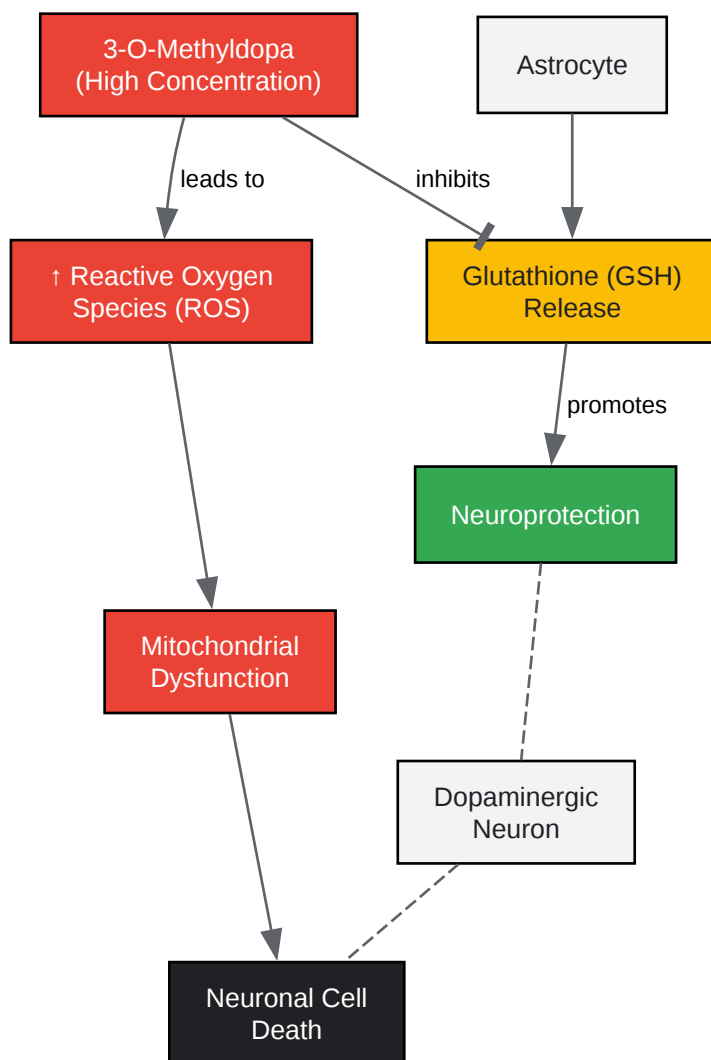 3-O-Methyldopa
(High Concentration)
Astrocyte
leads to
inhibits
↑ Reactive Oxygen
Species (ROS)
Glutathione (GSH)
Release
promotes
Neuroprotection
Mitochondrial
Dysfunction
Dopaminergic
Neuron
Neuronal Cell
Death